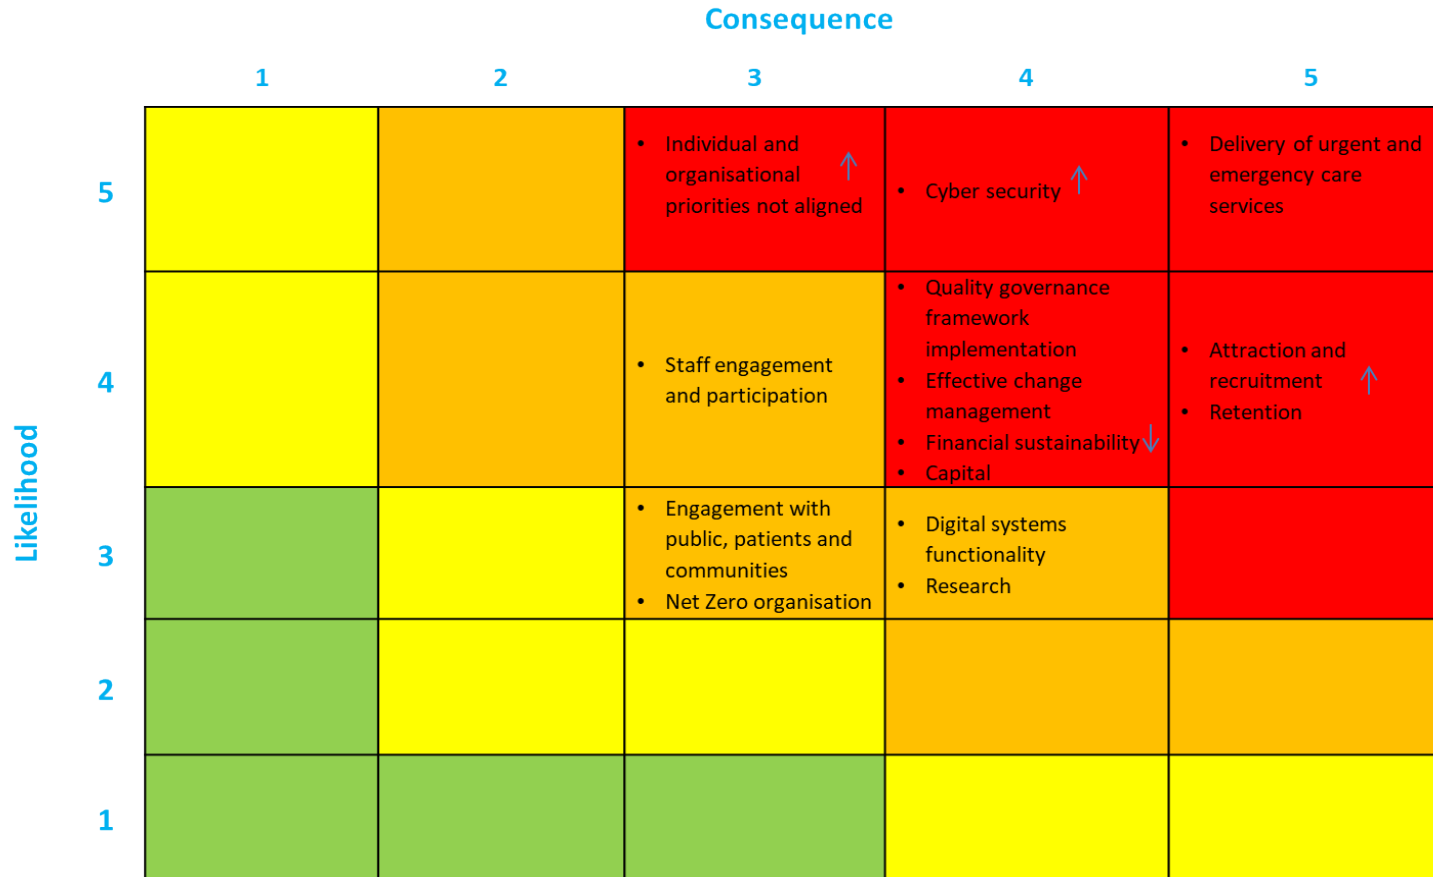 Consequence
1 2 3 4 5
5
• Individual and
organisational
priorities not aligned
• Cyber security
• Delivery of urgent and
emergency care
services
4
• Staff engagement
and participation
• Quality governance
framework
implementation
• Effective change
management
• Financial sustainability
• Capital
• Attraction and
recruitment
• Retention
Likelihood
3
• Engagement with
public, patients and
communities
• Net Zero organisation
• Digital systems
functionality
• Research
2
1